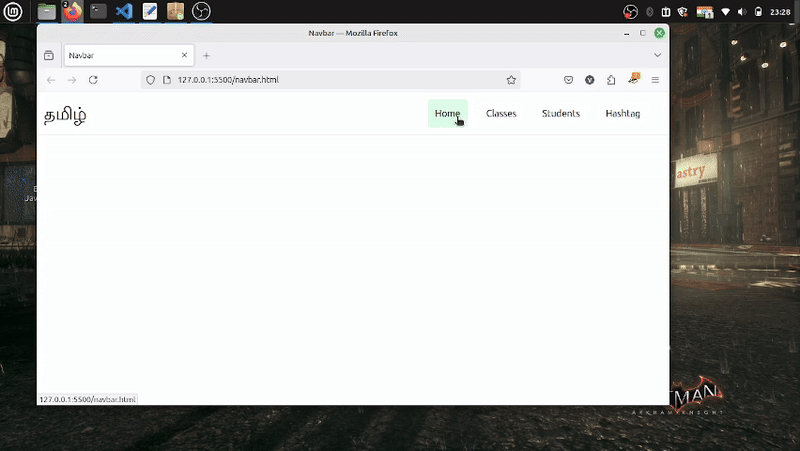 23:28
Navbar — Mozilla Firefox
Navbar
127.0.0.1:5500/navbar.html
தமிழ்
Home Classes Students Hashtag
astry
127.0.0.1:5500/navbar.html
ARKHAM KNIGHT